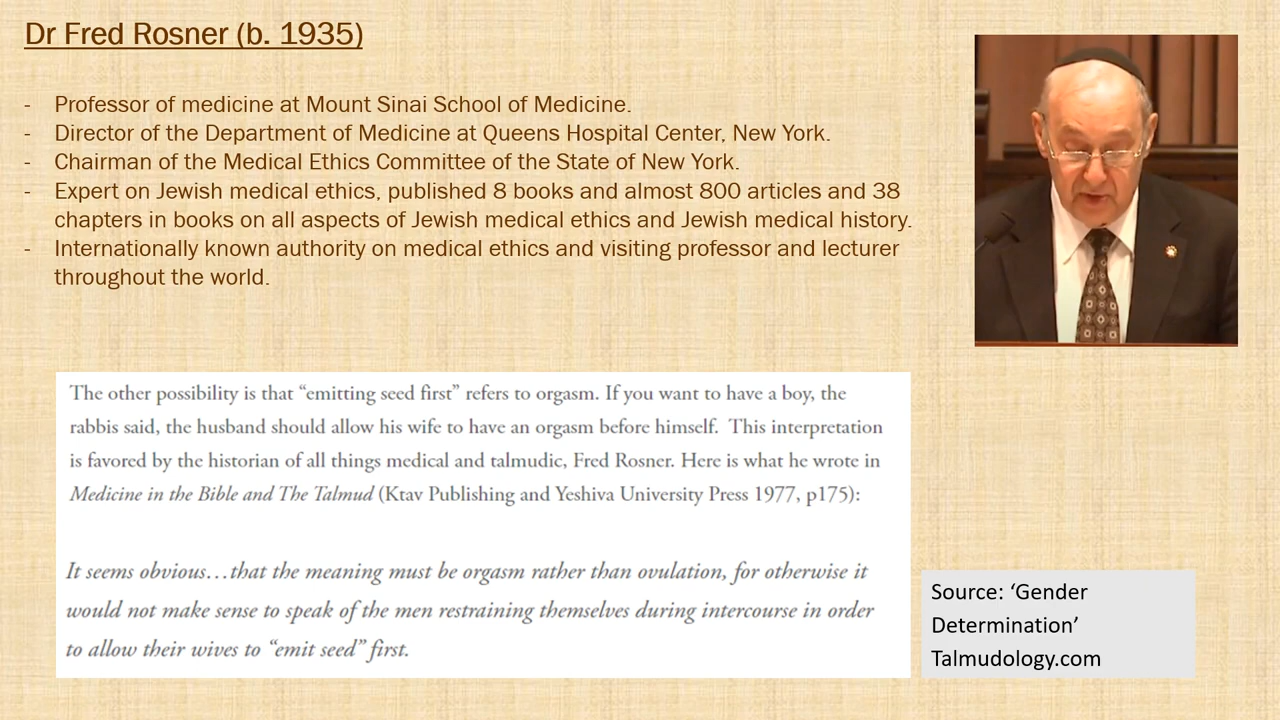 Dr Fred Rosner (b. 1935)
- Professor of medicine at Mount Sinai School of Medicine.
- Director of the Department of Medicine at Queens Hospital Center, New York.
- Chairman of the Medical Ethics Committee of the State of New York.
- Expert on Jewish medical ethics, published 8 books and almost 800 articles and 38
chapters in books on all aspects of Jewish medical ethics and Jewish medical history.
- Internationally known authority on medical ethics and visiting professor and lecturer
throughout the world.
The other possibility is that “emitting seed first” refers to orgasm. If you want to have a boy, the
rabbis said, the husband should allow his wife to have an orgasm before himself.  This interpretation
is favored by the historian of all things medical and talmudic, Fred Rosner. Here is what he wrote in
Medicine in the Bible and The Talmud (Ktav Publishing and Yeshiva University Press 1977, p175):
It seems obvious…that the meaning must be orgasm rather than ovulation, for otherwise it
would not make sense to speak of the men restraining themselves during intercourse in order
to allow their wives to “emit seed” first.
Source: ‘Gender
Determination’
Talmudology.com